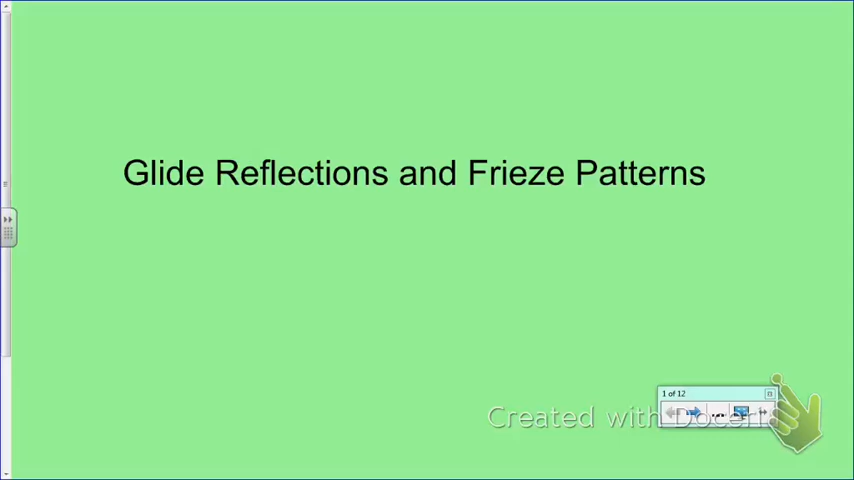 Glide Reflections and Frieze Patterns
1 of 12
Created with Doceri